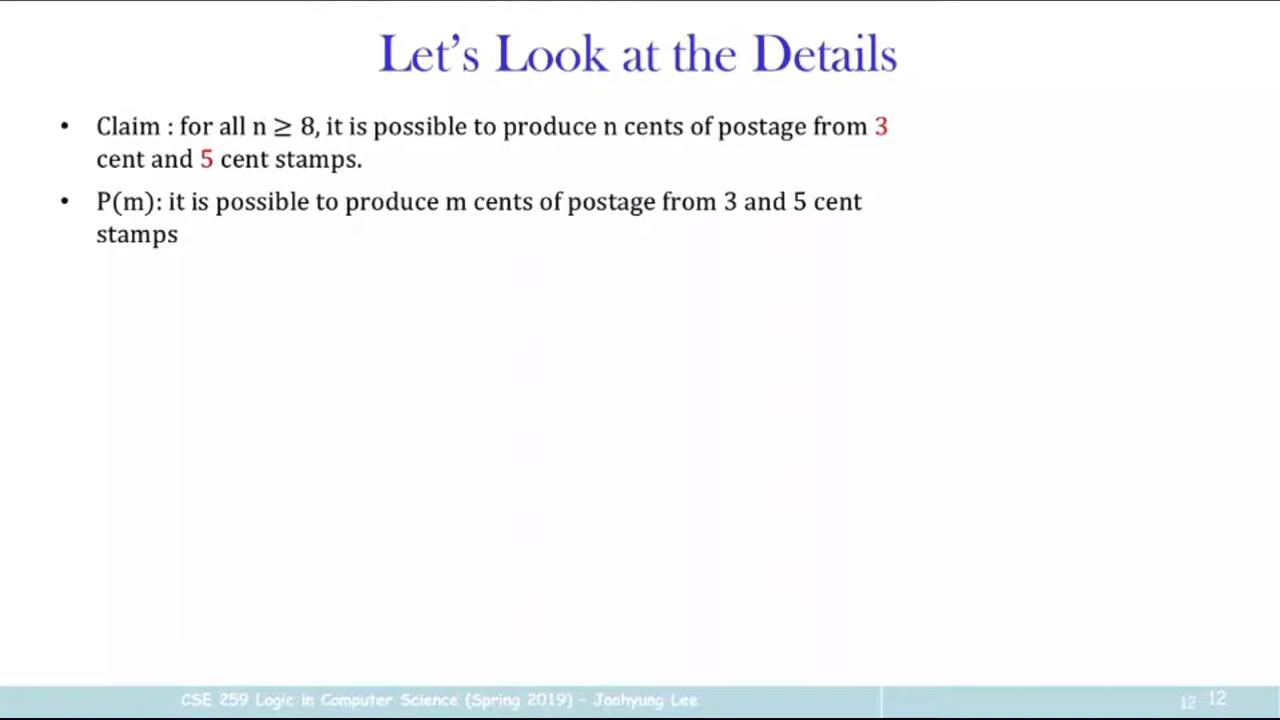 Let's Look at the Details
• Claim : for all n ≥ 8, it is possible to produce n cents of postage from 3
cent and 5 cent stamps.
• P(m): it is possible to produce m cents of postage from 3 and 5 cent
stamps
CSE 259 Logic in Computer Science (Spring 2019) - Joohyung Lee
12 - 12